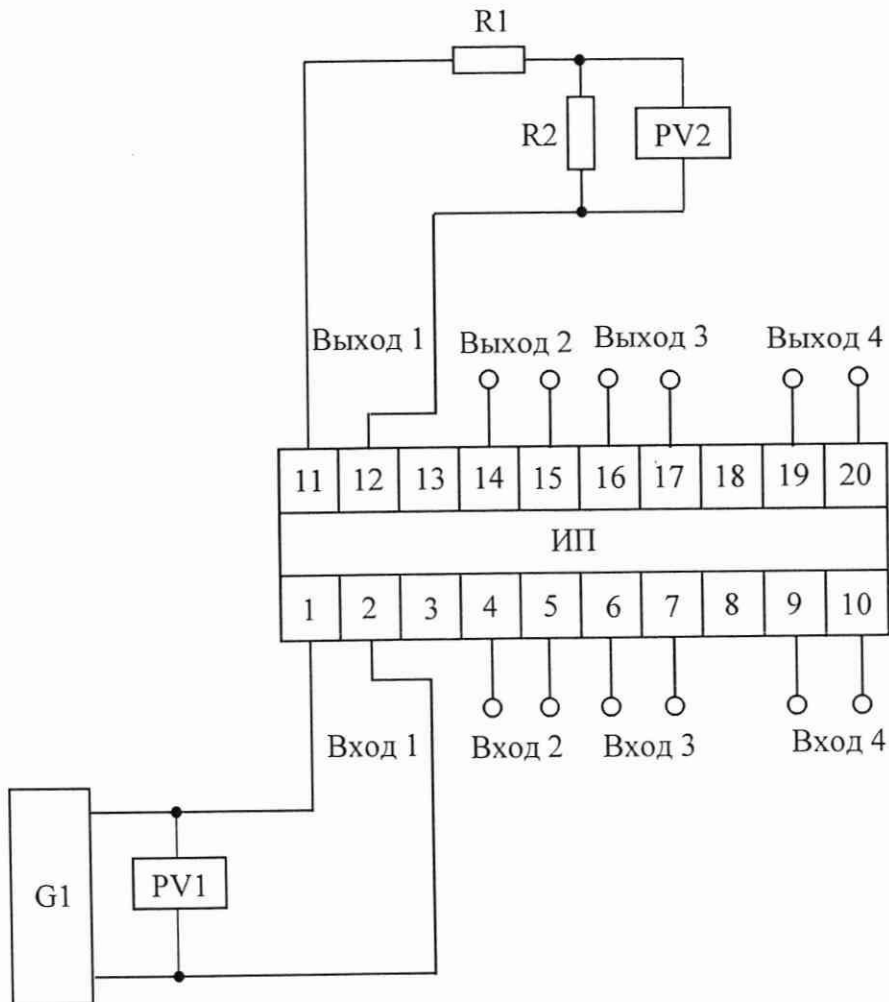 R1
R2
PV2
Выход 1
Выход 2
Выход 3
Выход 4
11 12 13 14 15 16 17 18 19 20
ИП
1 2 3 4 5 6 7 8 9 10
Вход 1
Вход 2
Вход 3
Вход 4
G1
PV1